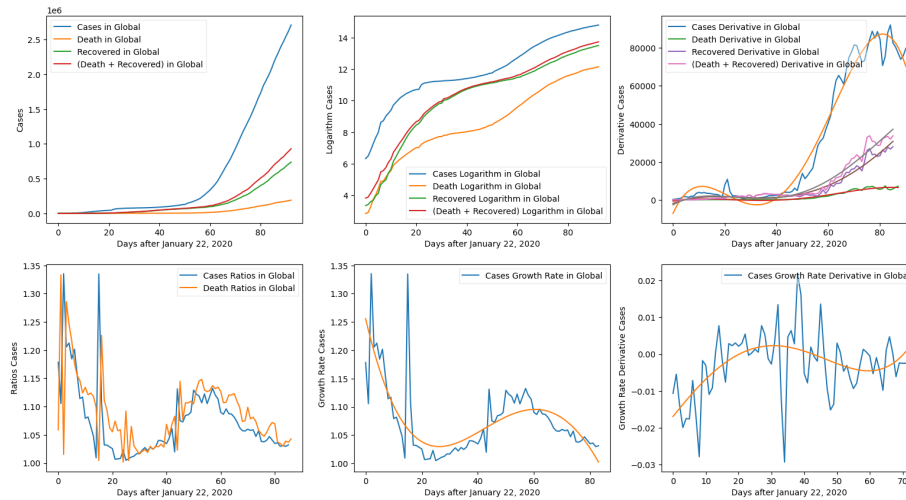 1e6
Cases in Global
Death in Global
Recovered in Global
(Death + Recovered) in Global
2.5
2.0
1.5
1.0
0.5
0.0
Cases
0 20 40 60 80
Days after January 22, 2020
14
12
10
8
6
4
Logarithm Cases
Cases Logarithm in Global
Death Logarithm in Global
Recovered Logarithm in Global
(Death + Recovered) Logarithm in Global
0 20 40 60 80
Days after January 22, 2020
Cases Derivative in Global
Death Derivative in Global
Recovered Derivative in Global
(Death + Recovered) Derivative in Global
80000
60000
40000
20000
0
Derivative Cases
0 20 40 60 80
Days after January 22, 2020
Cases Ratios in Global
Death Ratios in Global
1.35
1.30
1.25
1.20
1.15
1.10
1.05
1.00
Ratios Cases
0 20 40 60 80
Days after January 22, 2020
Cases Growth Rate in Global
1.35
1.30
1.25
1.20
1.15
1.10
1.05
1.00
Growth Rate Cases
0 20 40 60 80
Days after January 22, 2020
Cases Growth Rate Derivative in Global
0.02
0.01
0.00
−0.01
−0.02
−0.03
Growth Rate Derivative Cases
0 10 20 30 40 50 60 70
Days after January 22, 2020